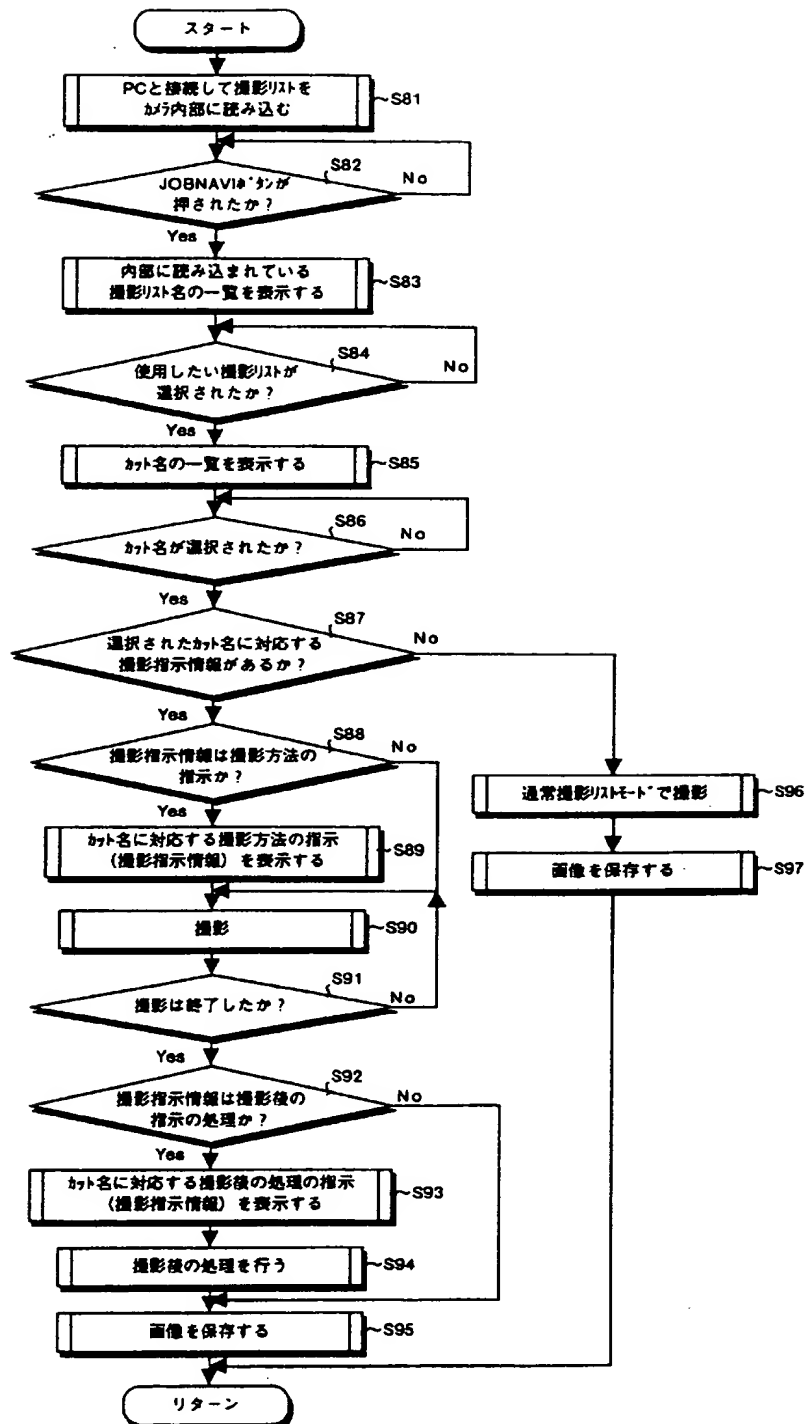 スタート
PCと接続して撮影リストを
カメラ内部に読み込む
S81
S82
JOBNAVIボタンが
押されたか？
No
Yes
内部に読み込まれている
撮影リスト名の一覧を表示する
S83
S84
使用したい撮影リストが
選択されたか？
No
Yes
カット名の一覧を表示する
S85
S86
カット名が選択されたか？
No
Yes
S87
選択されたカット名に対応する
撮影指示情報があるか？
No
Yes
S88
撮影指示情報は撮影方法の
指示か？
No
Yes
カット名に対応する撮影方法の指示
（撮影指示情報）を表示する
S89
撮影
S90
S91
撮影は終了したか？
No
Yes
S92
撮影指示情報は撮影後の
指示の処理か？
No
Yes
カット名に対応する撮影後の処理の指示
（撮影指示情報）を表示する
S93
撮影後の処理を行う
S94
画像を保存する
S95
リターン
通常撮影リストモードで撮影
S96
画像を保存する
S97